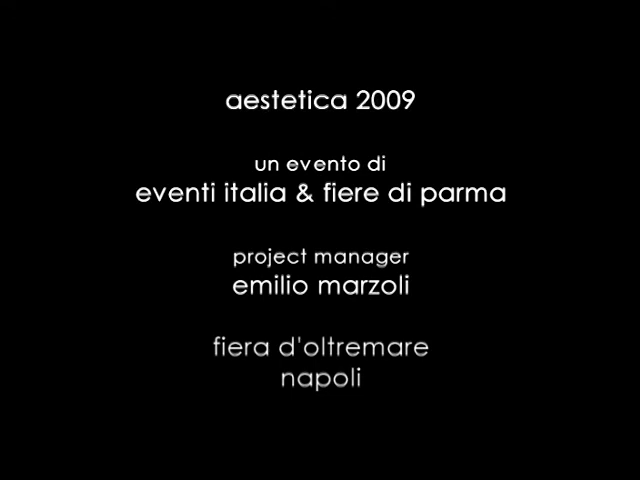 aestetica 2009
un evento di
eventi italia & fiere di parma
project manager
emilio marzoli
fiera d'oltremare
napoli